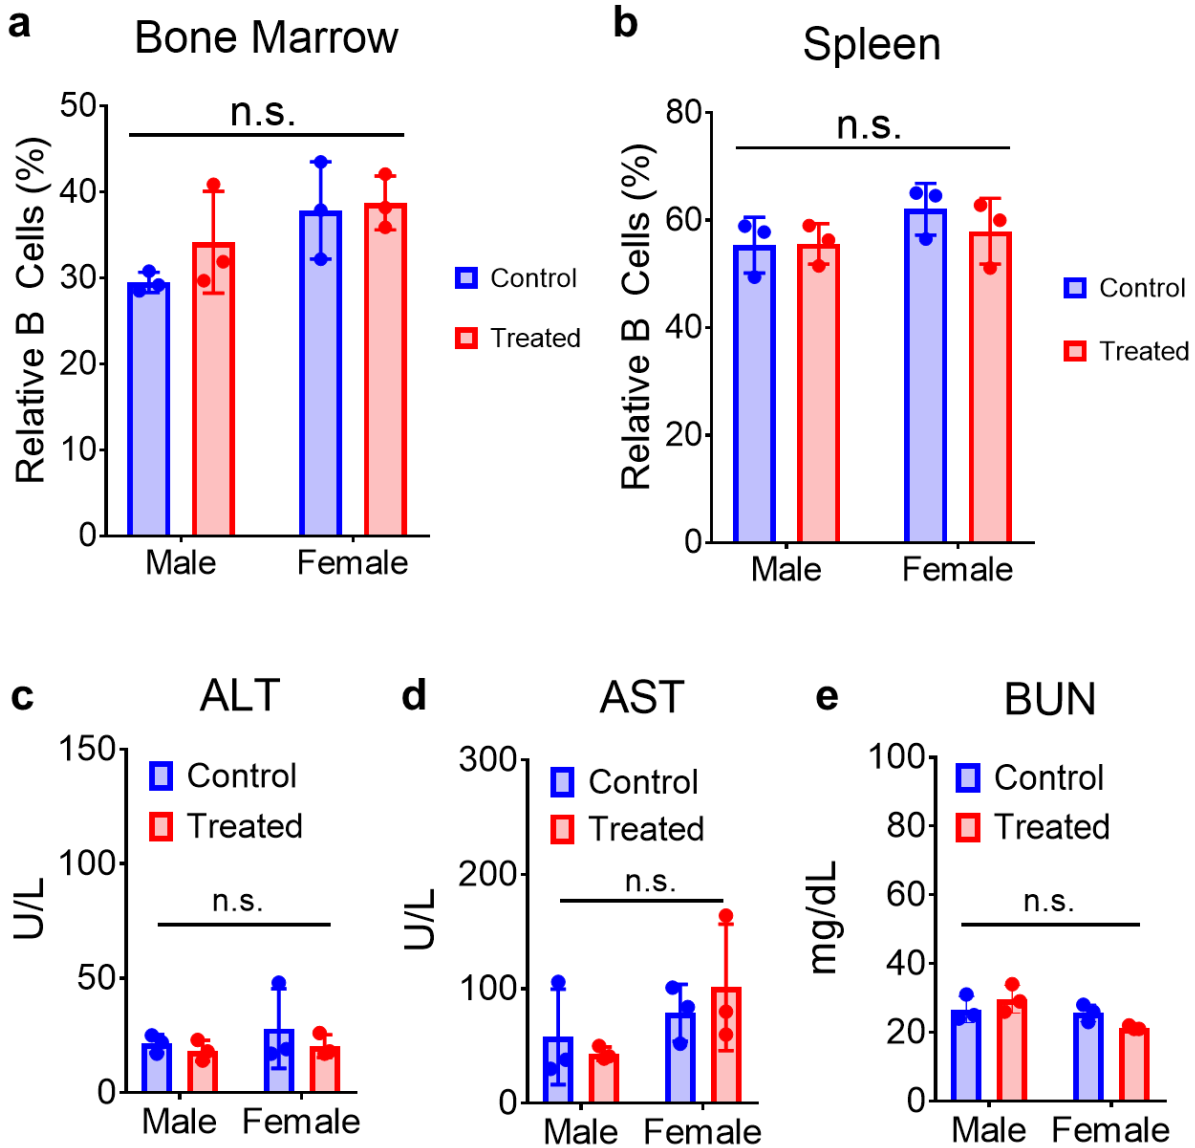 a
Bone Marrow
50
40
30
20
10
0
Relative B Cells (%)
n.s.
Male
Female
Control
Treated
b
Spleen
80
60
40
20
0
Relative B Cells (%)
n.s.
Male
Female
Control
Treated
c
ALT
150
100
50
0
U/L
Control
Treated
n.s.
Male
Female
d
AST
300
200
100
0
U/L
Control
Treated
n.s.
Male
Female
e
BUN
100
80
60
40
20
0
mg/dL
Control
Treated
n.s.
Male
Female